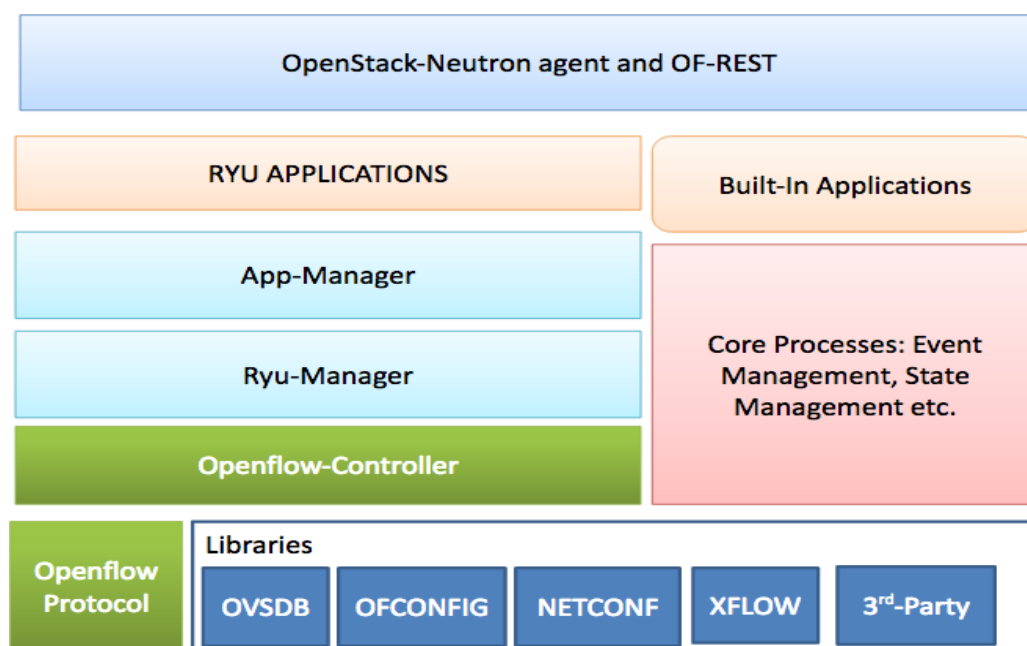 OpenStack-Neutron agent and OF-REST
RYU APPLICATIONS
Built-In Applications
App-Manager
Ryu-Manager
Core Processes: Event
Management, State
Management etc.
Openflow-Controller
Openflow
Protocol
Libraries
OVSDB
OFCONFIG
NETCONF
XFLOW
3rd-Party